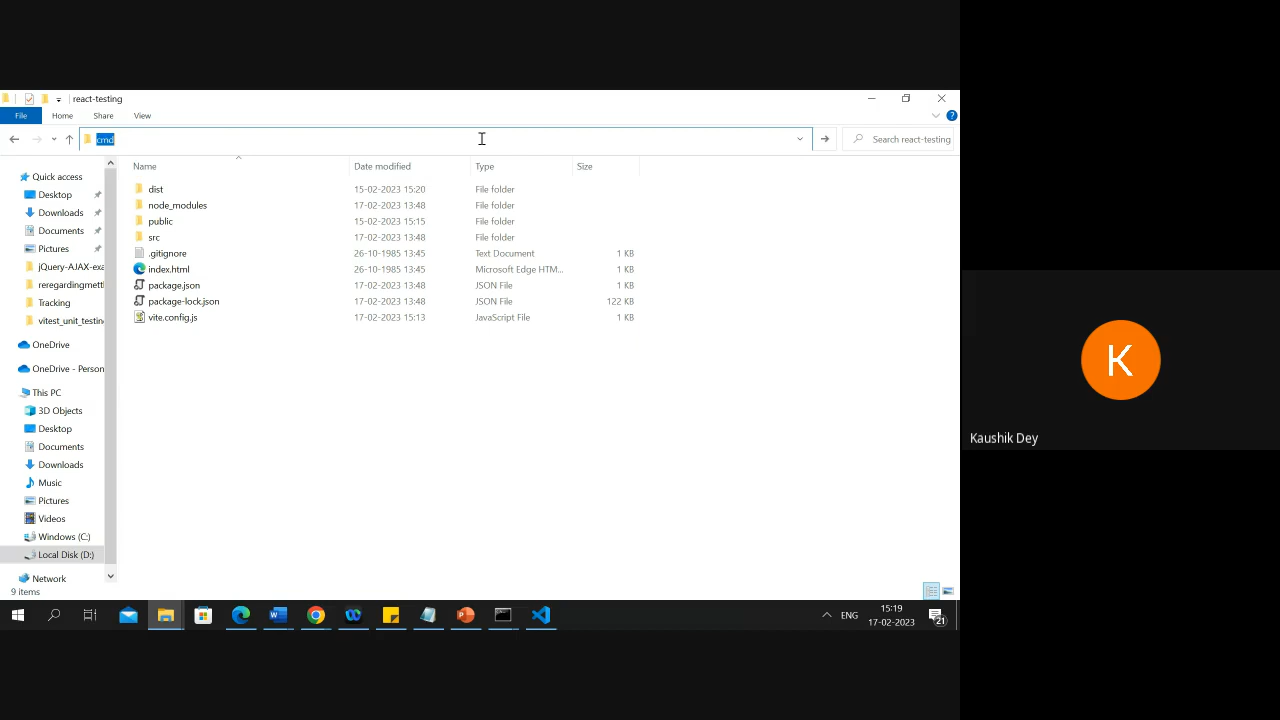 react-testing
File Home Share View
cmd
Search react-testing
Name Date modified Type Size
Quick access
Desktop
Downloads
Documents
Pictures
jQuery-AJAX-exa
reregardingmettl
Tracking
vitest_unit_testin
OneDrive
OneDrive - Person
This PC
3D Objects
Desktop
Documents
Downloads
Music
Pictures
Videos
Windows (C:)
Local Disk (D:)
Network
dist 15-02-2023 15:20 File folder
node_modules 17-02-2023 13:48 File folder
public 15-02-2023 15:15 File folder
src 17-02-2023 13:48 File folder
.gitignore 26-10-1985 13:45 Text Document 1 KB
index.html 26-10-1985 13:45 Microsoft Edge HTM... 1 KB
package.json 17-02-2023 13:48 JSON File 1 KB
package-lock.json 17-02-2023 13:48 JSON File 122 KB
vite.config.js 17-02-2023 15:13 JavaScript File 1 KB
9 items
ENG
15:19
17-02-2023
21
K
Kaushik Dey